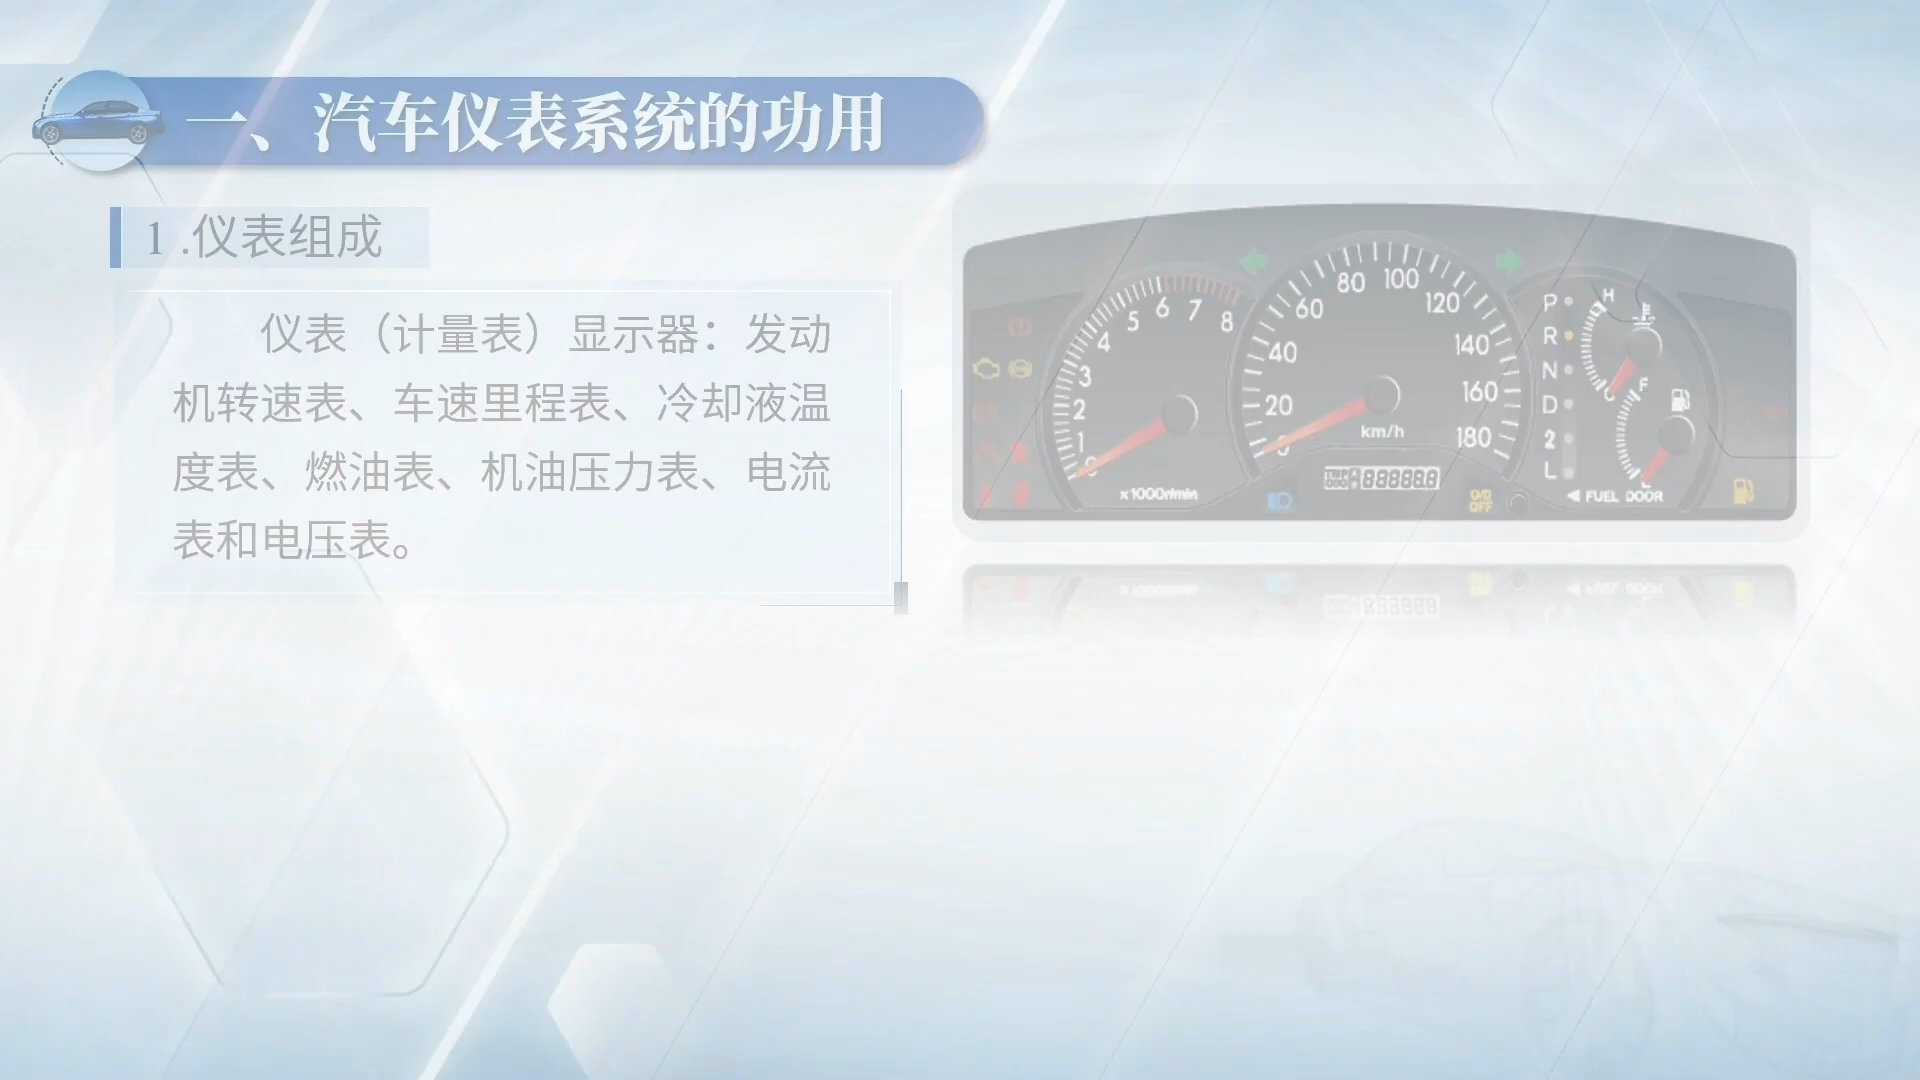 一、汽车仪表系统的功用
1.仪表组成
仪表（计量表）显示器：发动
机转速表、车速里程表、冷却液温
度表、燃油表、机油压力表、电流
表和电压表。
1 2 3 4 5 6 7 8
x1000r/min
20 40 60 80 100 120 140 160 180
km/h
888888
O/D
OFF
P
R
N
D
2
L
H
C
F
FUEL DOOR